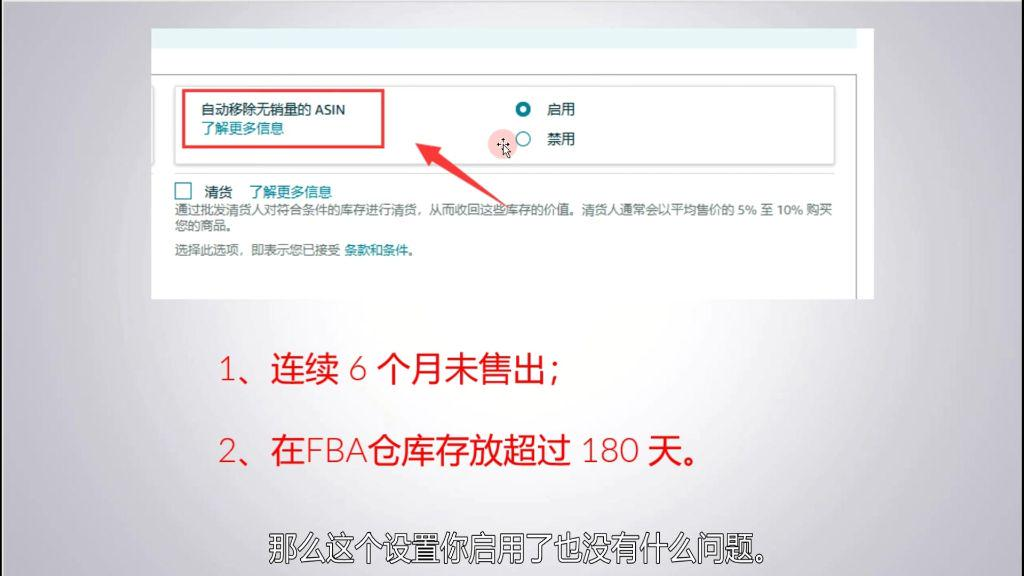 自动移除无销量的 ASIN
了解更多信息
启用
禁用
清货 了解更多信息
通过批发清货人对符合条件的库存进行清货，从而收回这些库存的价值。清货人通常会以平均售价的 5% 至 10% 购买
您的商品。
选择此选项，即表示您已接受 条款和条件。
1、连续 6 个月未售出；
2、在FBA仓库存放超过 180 天。
那么这个设置你启用了也没有什么问题。